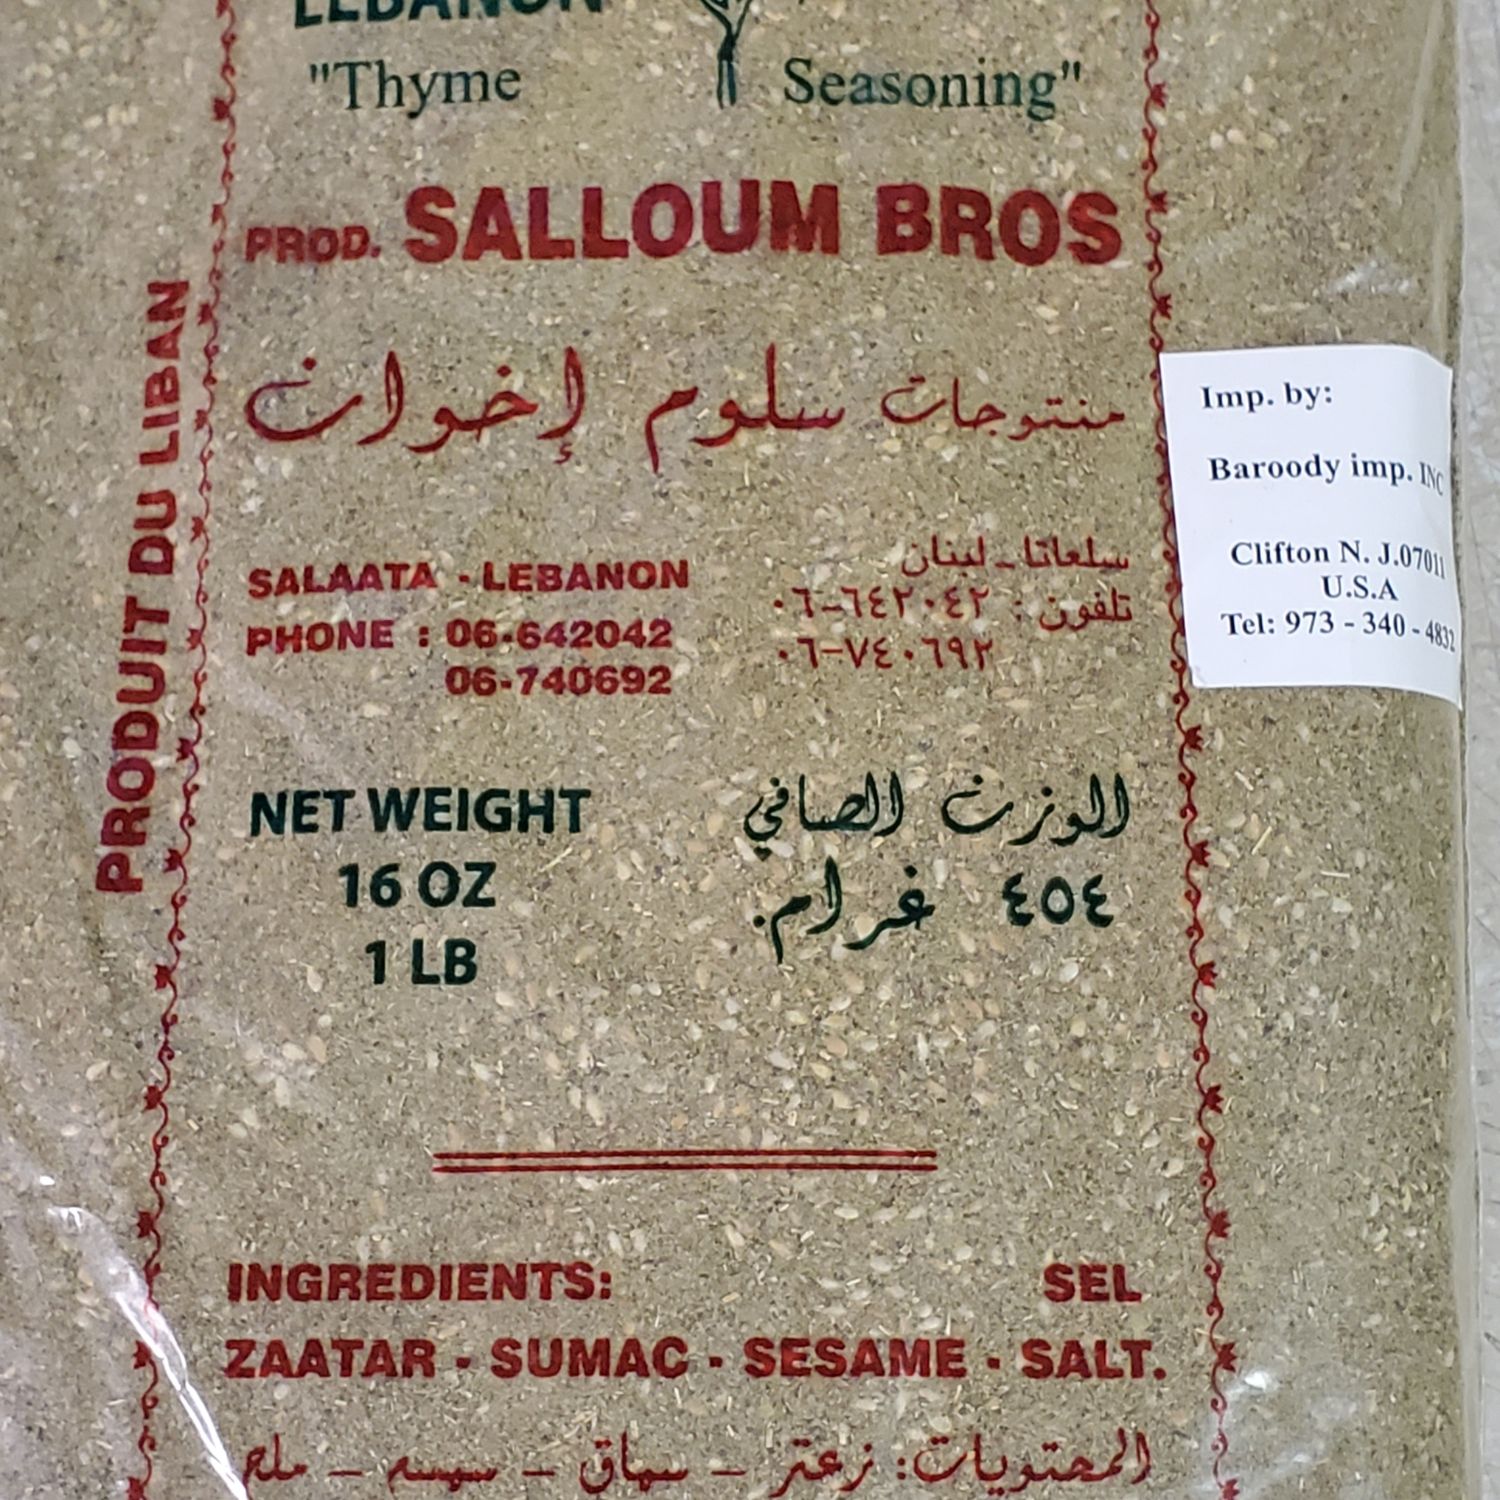 LEBANON
"Thyme Seasoning"
PROD. SALLOUM BROS
منتوجات سلوم إخوان
PRODUIT DU LIBAN
SALAATA - LEBANON
PHONE : 06-642042
06-740692
سلعاتا - لبنان
تلفون : ٠٦-٦٤٢٠٤٢
٠٦-٧٤٠٦٩٢
NET WEIGHT
16 OZ
1 LB
الوزن الصافي
٤٥٤ غرام.
INGREDIENTS: SEL
ZAATAR - SUMAC - SESAME - SALT.
المحتويات: زعتر - سماق - سمسم - ملح
Imp. by:
Baroody imp. INC
Clifton N. J.07011
U.S.A
Tel: 973 - 340 - 4832